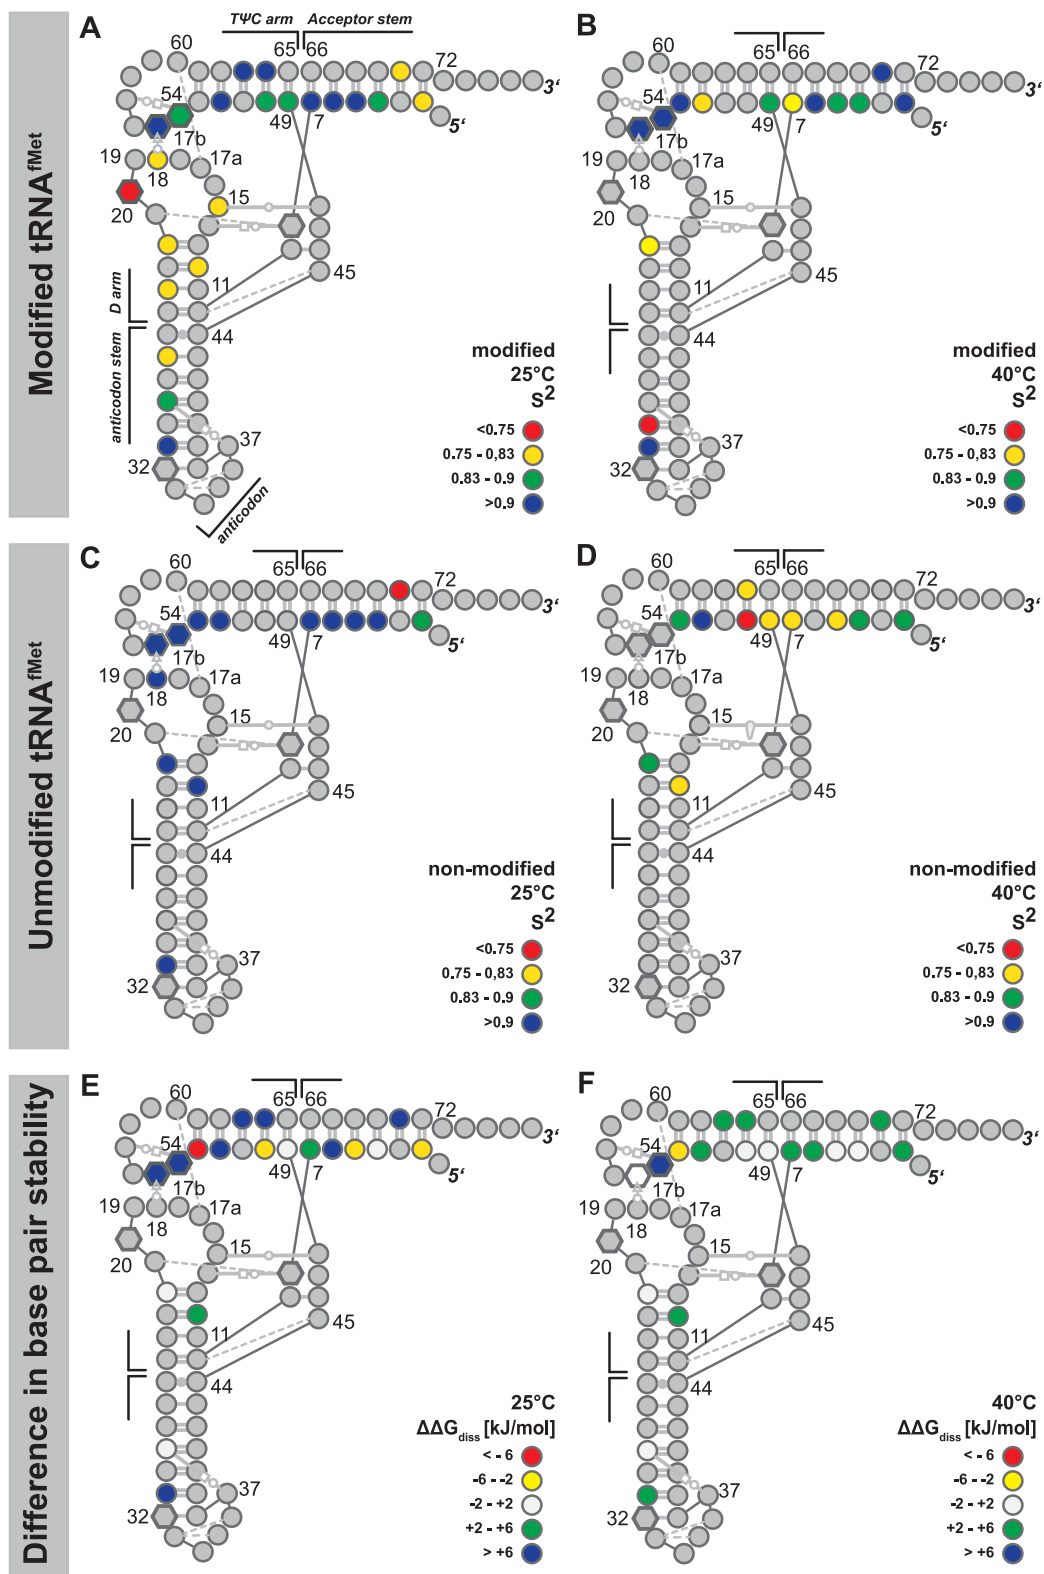 Modified tRNA^fMet
A
TΨC arm
Acceptor stem
60
65 66
72
3‘
5‘
54
49
7
17b
19
18
17a
20
15
D arm
11
45
44
anticodon stem
37
32
anticodon
modified
25°C
S²
<0.75
0.75 - 0,83
0.83 - 0.9
>0.9
B
60
65 66
72
3‘
5‘
54
49
7
17b
19
18
17a
20
15
11
45
44
37
32
modified
40°C
S²
<0.75
0.75 - 0,83
0.83 - 0.9
>0.9
Unmodified tRNA^fMet
C
60
65 66
72
3‘
5‘
54
49
7
17b
19
18
17a
20
15
11
45
44
37
32
non-modified
25°C
S²
<0.75
0.75 - 0,83
0.83 - 0.9
>0.9
D
60
65 66
72
3‘
5‘
54
49
7
17b
19
18
17a
20
15
11
45
44
37
32
non-modified
40°C
S²
<0.75
0.75 - 0,83
0.83 - 0.9
>0.9
Difference in base pair stability
E
60
65 66
72
3‘
5‘
54
49
7
17b
19
18
17a
20
15
11
45
44
37
32
25°C
ΔΔG_diss [kJ/mol]
< - 6
-6 - -2
-2 - +2
+2 - +6
> +6
F
60
65 66
72
3‘
5‘
54
49
7
17b
19
18
17a
20
15
11
45
44
37
32
40°C
ΔΔG_diss [kJ/mol]
< - 6
-6 - -2
-2 - +2
+2 - +6
> +6